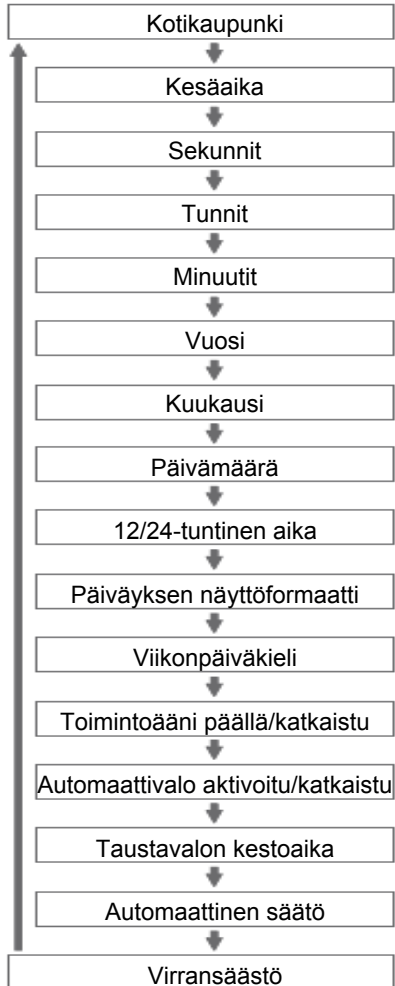 Kotikaupunki
Kesäaika
Sekunnit
Tunnit
Minuutit
Vuosi
Kuukausi
Päivämäärä
12/24-tuntinen aika
Päiväyksen näyttöformaatti
Viikonpäiväkieli
Toimintoääni päällä/katkaistu
Automaattivalo aktivoitu/katkaistu
Taustavalon kestoaika
Automaattinen säätö
Virransäästö